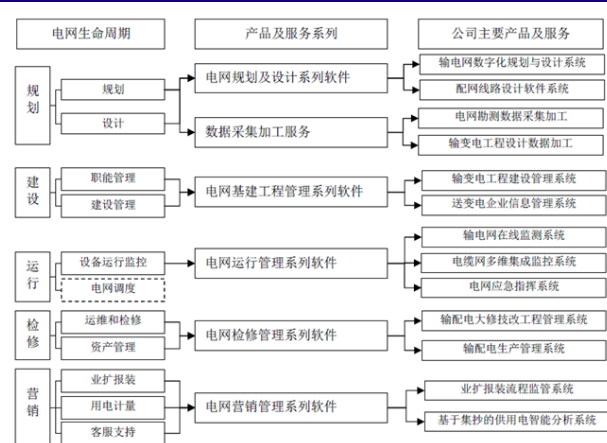 电网生命周期
产品及服务系列
公司主要产品及服务
规划
规划
设计
电网规划及设计系列软件
数据采集加工服务
输电网数字化规划与设计系统
配网线路设计软件系统
电网勘测数据采集加工
输变电工程设计数据加工
建设
职能管理
建设管理
电网基建工程管理系列软件
输变电工程建设管理系统
送变电企业信息管理系统
运行
设备运行监控
电网调度
电网运行管理系列软件
输电网在线监测系统
电缆网多维集成监控系统
电网应急指挥系统
检修
运维和检修
资产管理
电网检修管理系列软件
输配电大修技改工程管理系统
输配电生产管理系统
营销
业扩报装
用电计量
客服支持
电网营销管理系列软件
业扩报装流程监管系统
基于集抄的供用电智能分析系统